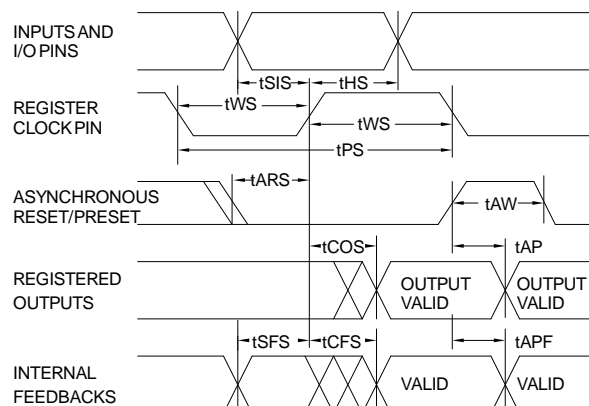 INPUTS AND
I/O PINS
tSIS
tHS
REGISTER
CLOCK PIN
tWS
tWS
tPS
ASYNCHRONOUS
RESET/PRESET
tARS
tAW
tCOS
tAP
REGISTERED
OUTPUTS
OUTPUT
VALID
OUTPUT
VALID
tSFS
tCFS
tAPF
INTERNAL
FEEDBACKS
VALID
VALID